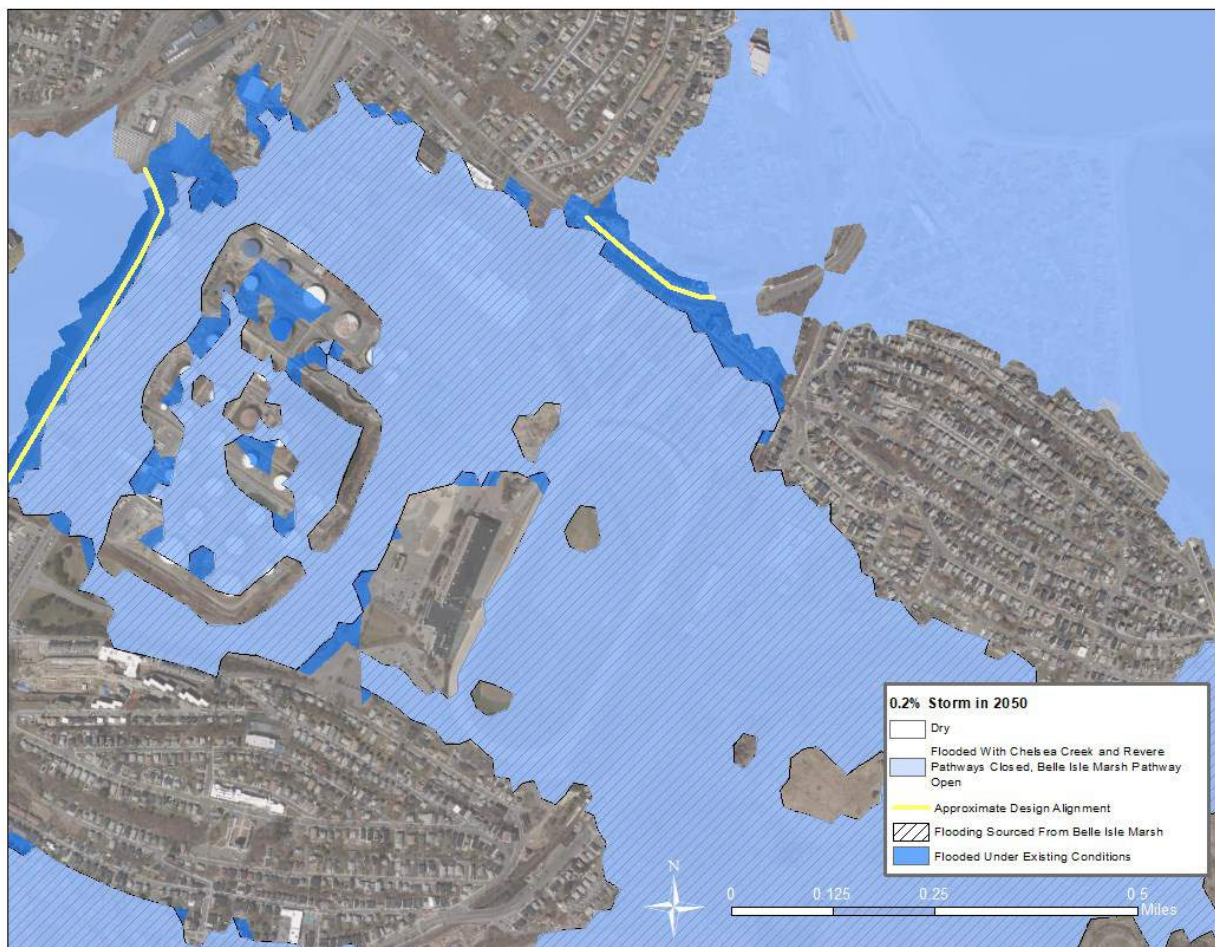 0.2% Storm in 2050
Dry
Flooded With Chelsea Creek and Revere
Pathways Closed, Belle Isle Marsh Pathway
Open
Approximate Design Alignment
Flooding Sourced From Belle Isle Marsh
Flooded Under Existing Conditions
N
0 0.125 0.25 0.5
Miles